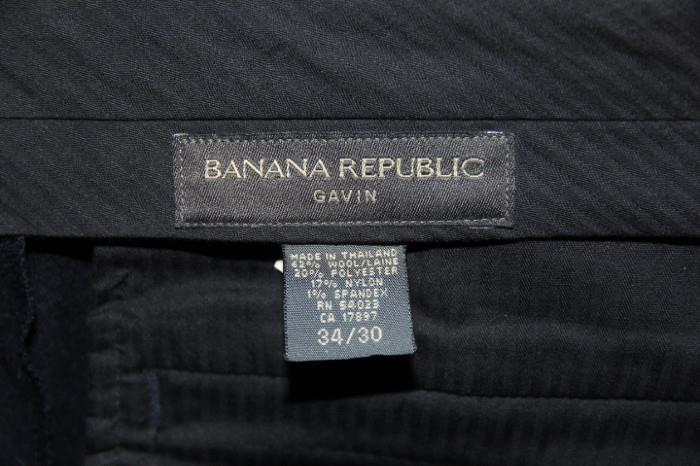 BANANA REPUBLIC
GAVIN
MADE IN THAILAND
62% WOOL/LAINE
20% POLYESTER
17% NYLON
1% SPANDEX
RN 54023
CA 17897
34/30